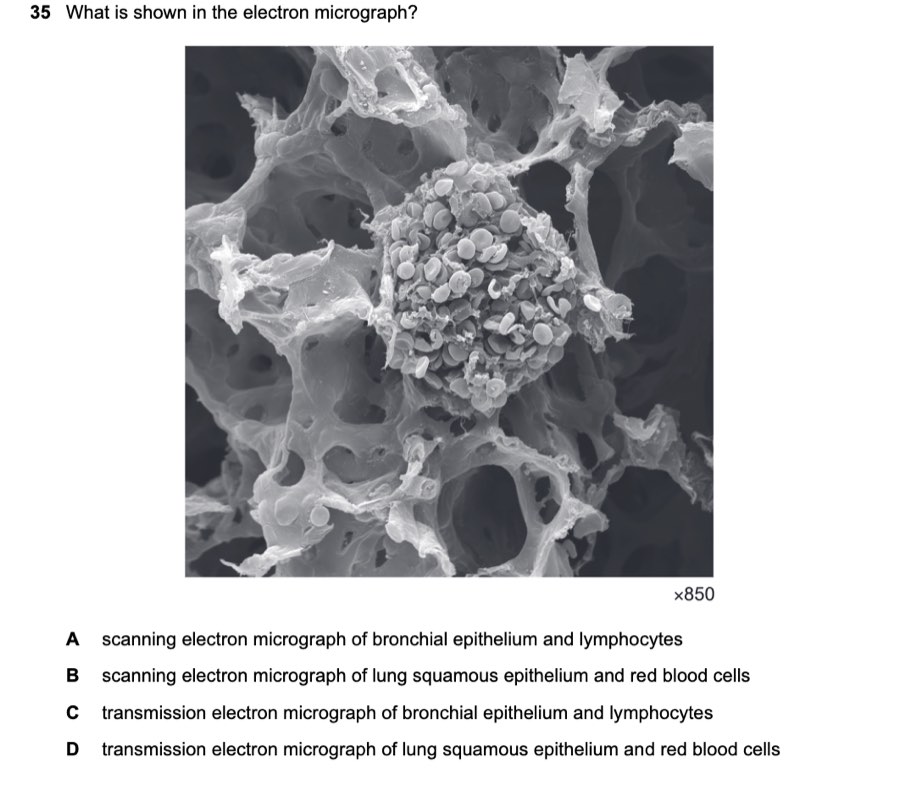 35 What is shown in the electron micrograph?
×850
A scanning electron micrograph of bronchial epithelium and lymphocytes
B scanning electron micrograph of lung squamous epithelium and red blood cells
C transmission electron micrograph of bronchial epithelium and lymphocytes
D transmission electron micrograph of lung squamous epithelium and red blood cells